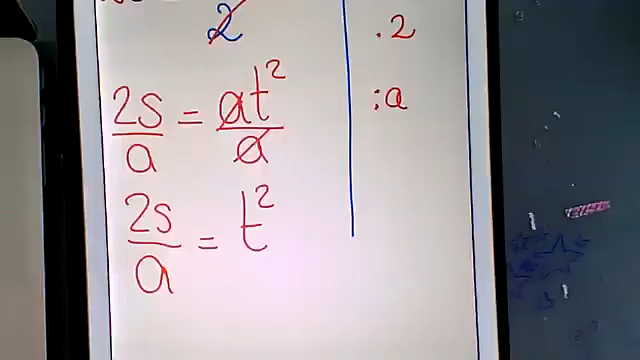 2 · 2
2s/a = at²/a :a
2s/a = t²